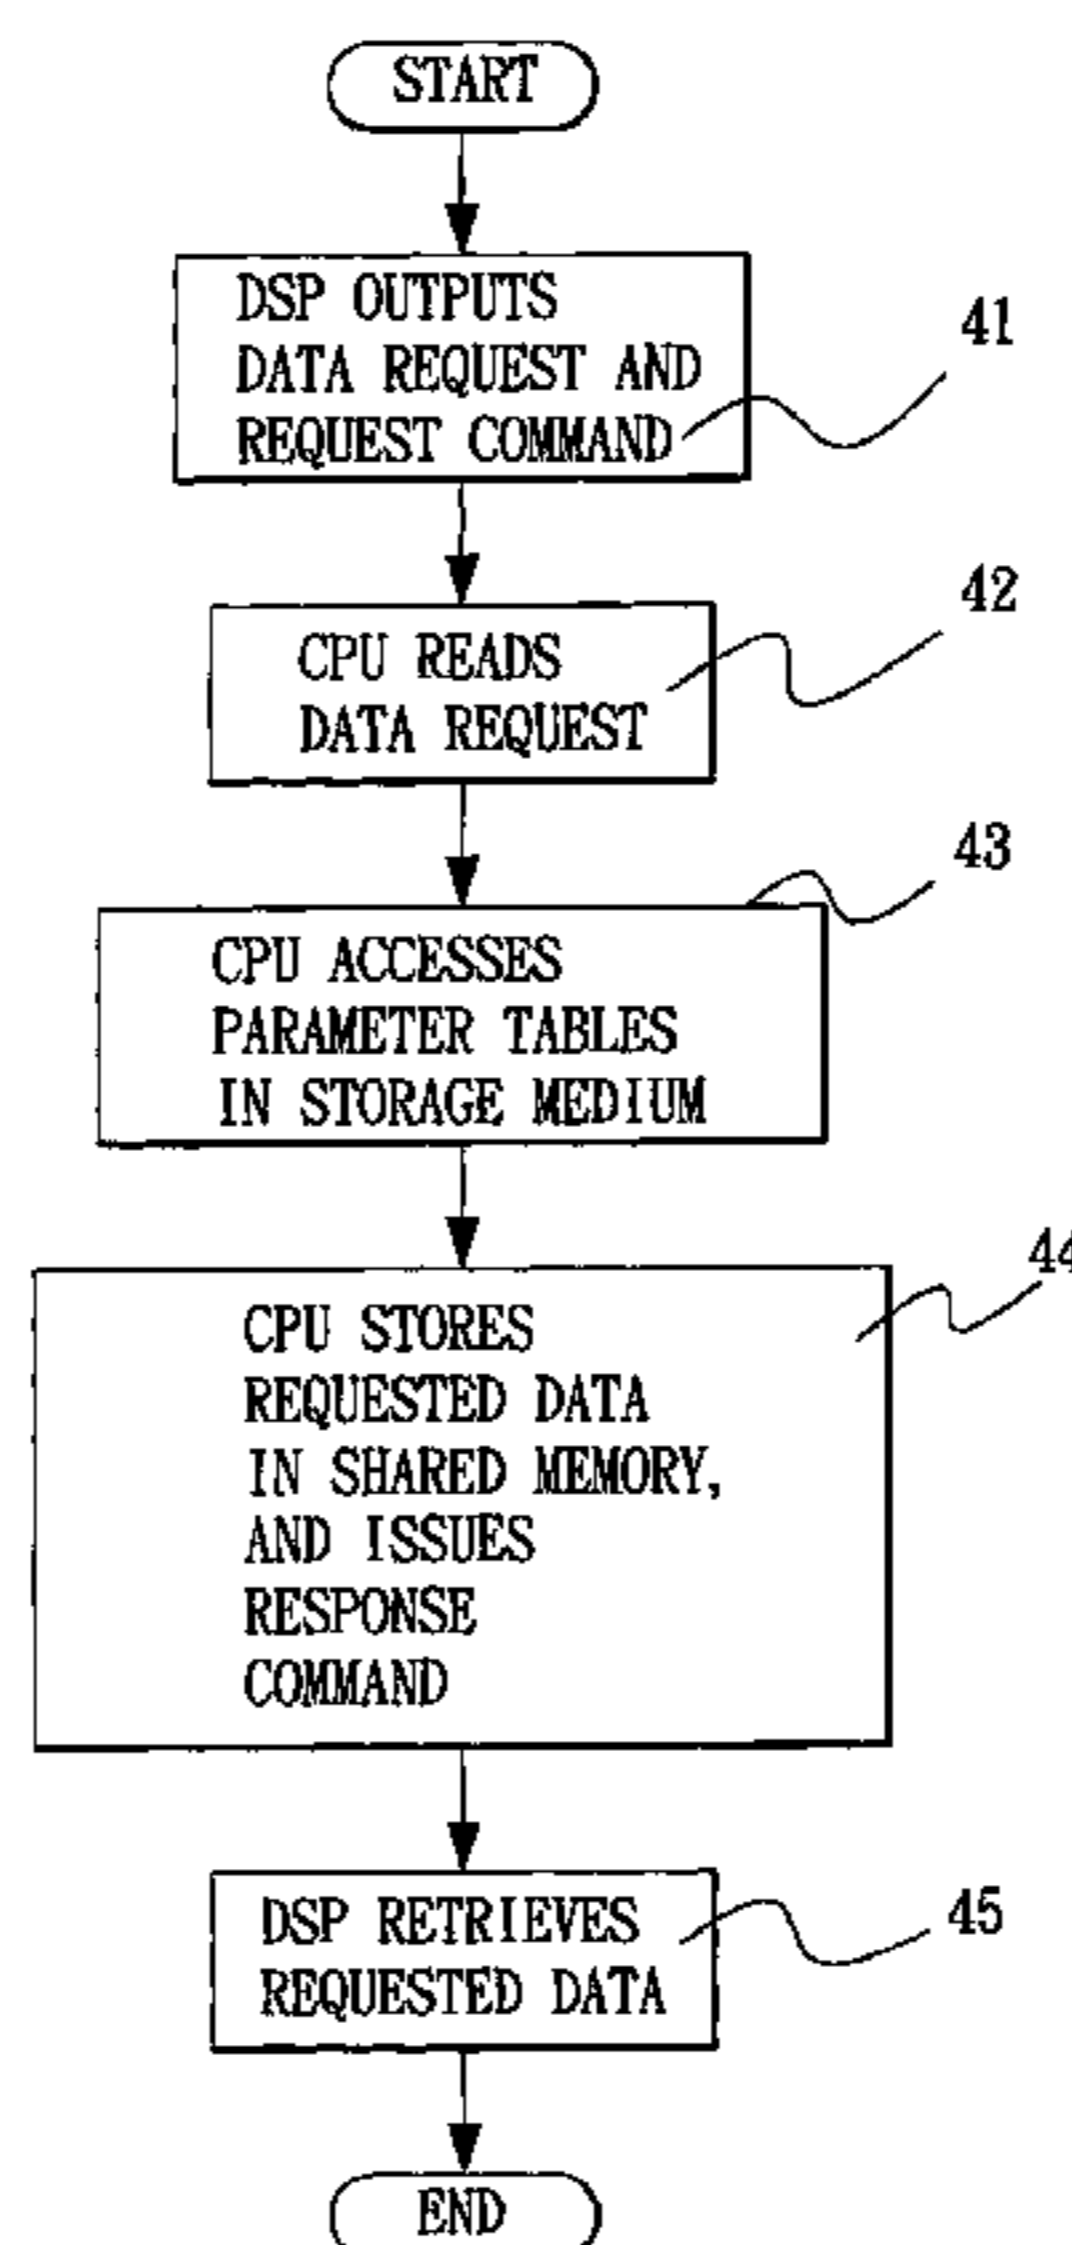 START
DSP OUTPUTS
DATA REQUEST AND
REQUEST COMMAND
41
CPU READS
DATA REQUEST
42
43
CPU ACCESSES
PARAMETER TABLES
IN STORAGE MEDIUM
44
CPU STORES
REQUESTED DATA
IN SHARED MEMORY,
AND ISSUES
RESPONSE
COMMAND
DSP RETRIEVES
REQUESTED DATA
45
END